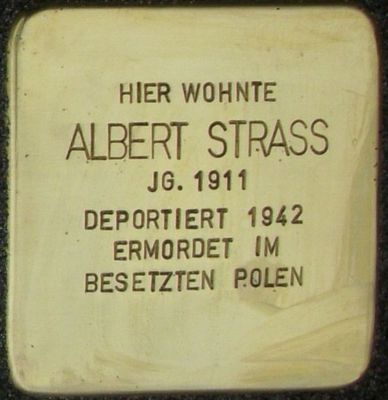 HIER WOHNTE
ALBERT STRASS
JG. 1911
DEPORTIERT 1942
ERMORDET IM
BESETZTEN POLEN